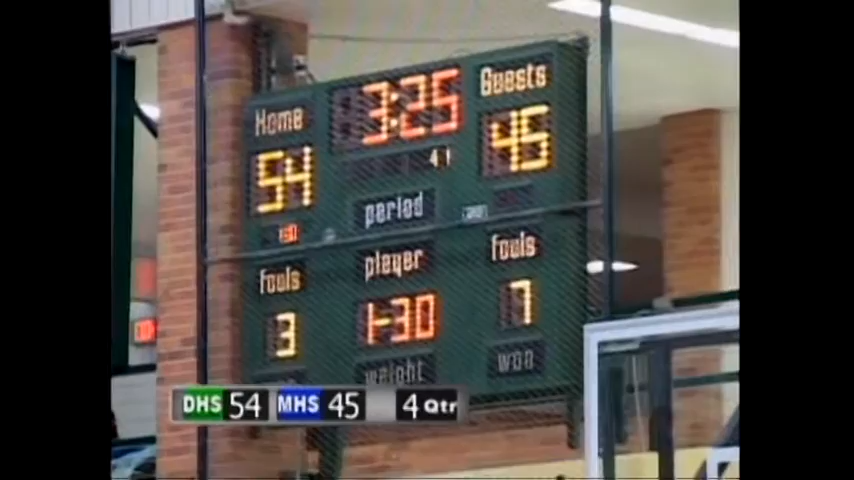 Home 3:25 Guests
54 45
period
fouls player fouls
3 1-30 7
weight won
DHS 54 MHS 45 4 Qtr